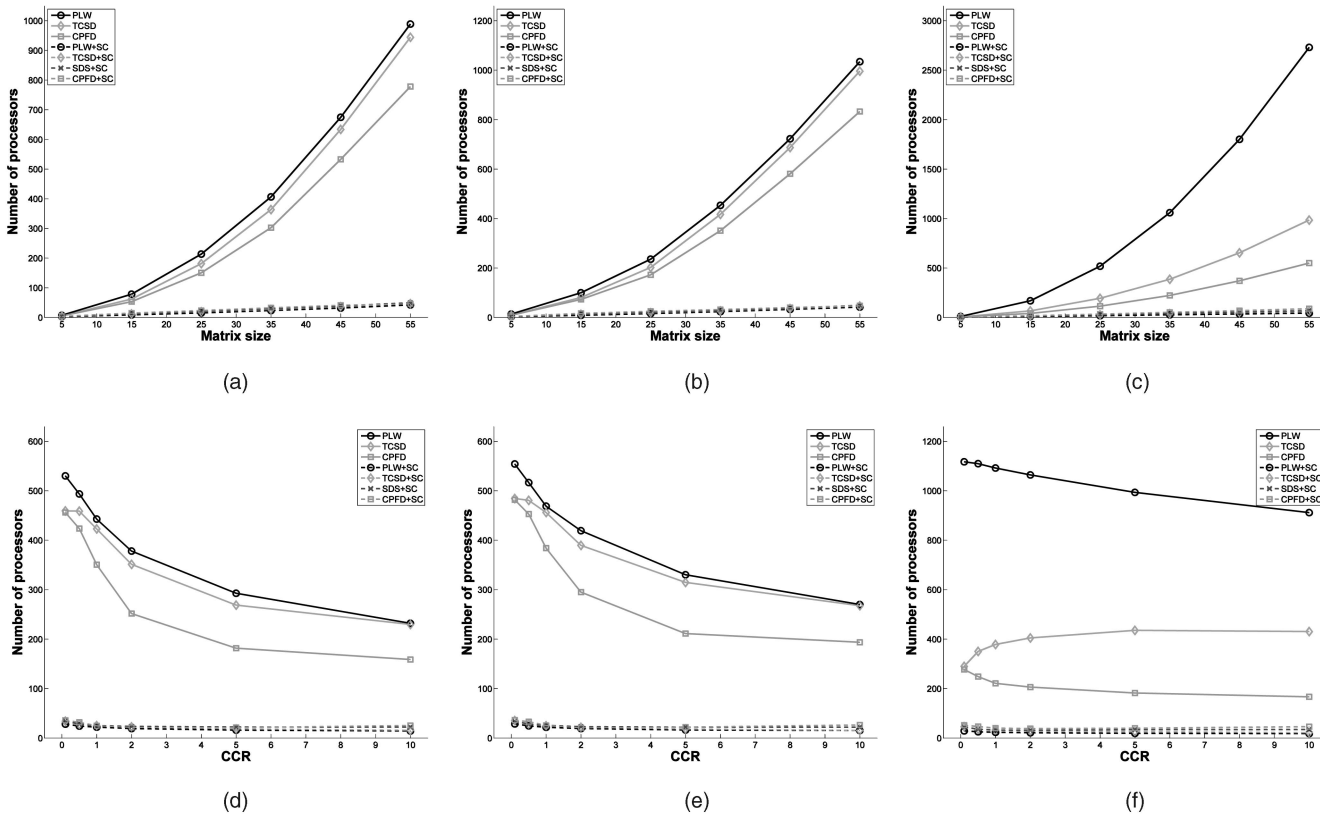 PLW
TCSD
CPFD
PLW+SC
TCSD+SC
SDS+SC
CPFD+SC
Number of processors
1000
900
800
700
600
500
400
300
200
100
0
5 10 15 20 25 30 35 40 45 50 55
Matrix size
(a)
PLW
TCSD
CPFD
PLW+SC
TCSD+SC
SDS+SC
CPFD+SC
Number of processors
1200
1000
800
600
400
200
0
5 10 15 20 25 30 35 40 45 50 55
Matrix size
(b)
PLW
TCSD
CPFD
PLW+SC
TCSD+SC
SDS+SC
CPFD+SC
Number of processors
3000
2500
2000
1500
1000
500
0
5 10 15 20 25 30 35 40 45 50 55
Matrix size
(c)
PLW
TCSD
CPFD
PLW+SC
TCSD+SC
SDS+SC
CPFD+SC
Number of processors
600
500
400
300
200
100
0
0 1 2 3 4 5 6 7 8 9 10
CCR
(d)
PLW
TCSD
CPFD
PLW+SC
TCSD+SC
SDS+SC
CPFD+SC
Number of processors
600
500
400
300
200
100
0
0 1 2 3 4 5 6 7 8 9 10
CCR
(e)
PLW
TCSD
CPFD
PLW+SC
TCSD+SC
SDS+SC
CPFD+SC
Number of processors
1200
1000
800
600
400
200
0
0 1 2 3 4 5 6 7 8 9 10
CCR
(f)